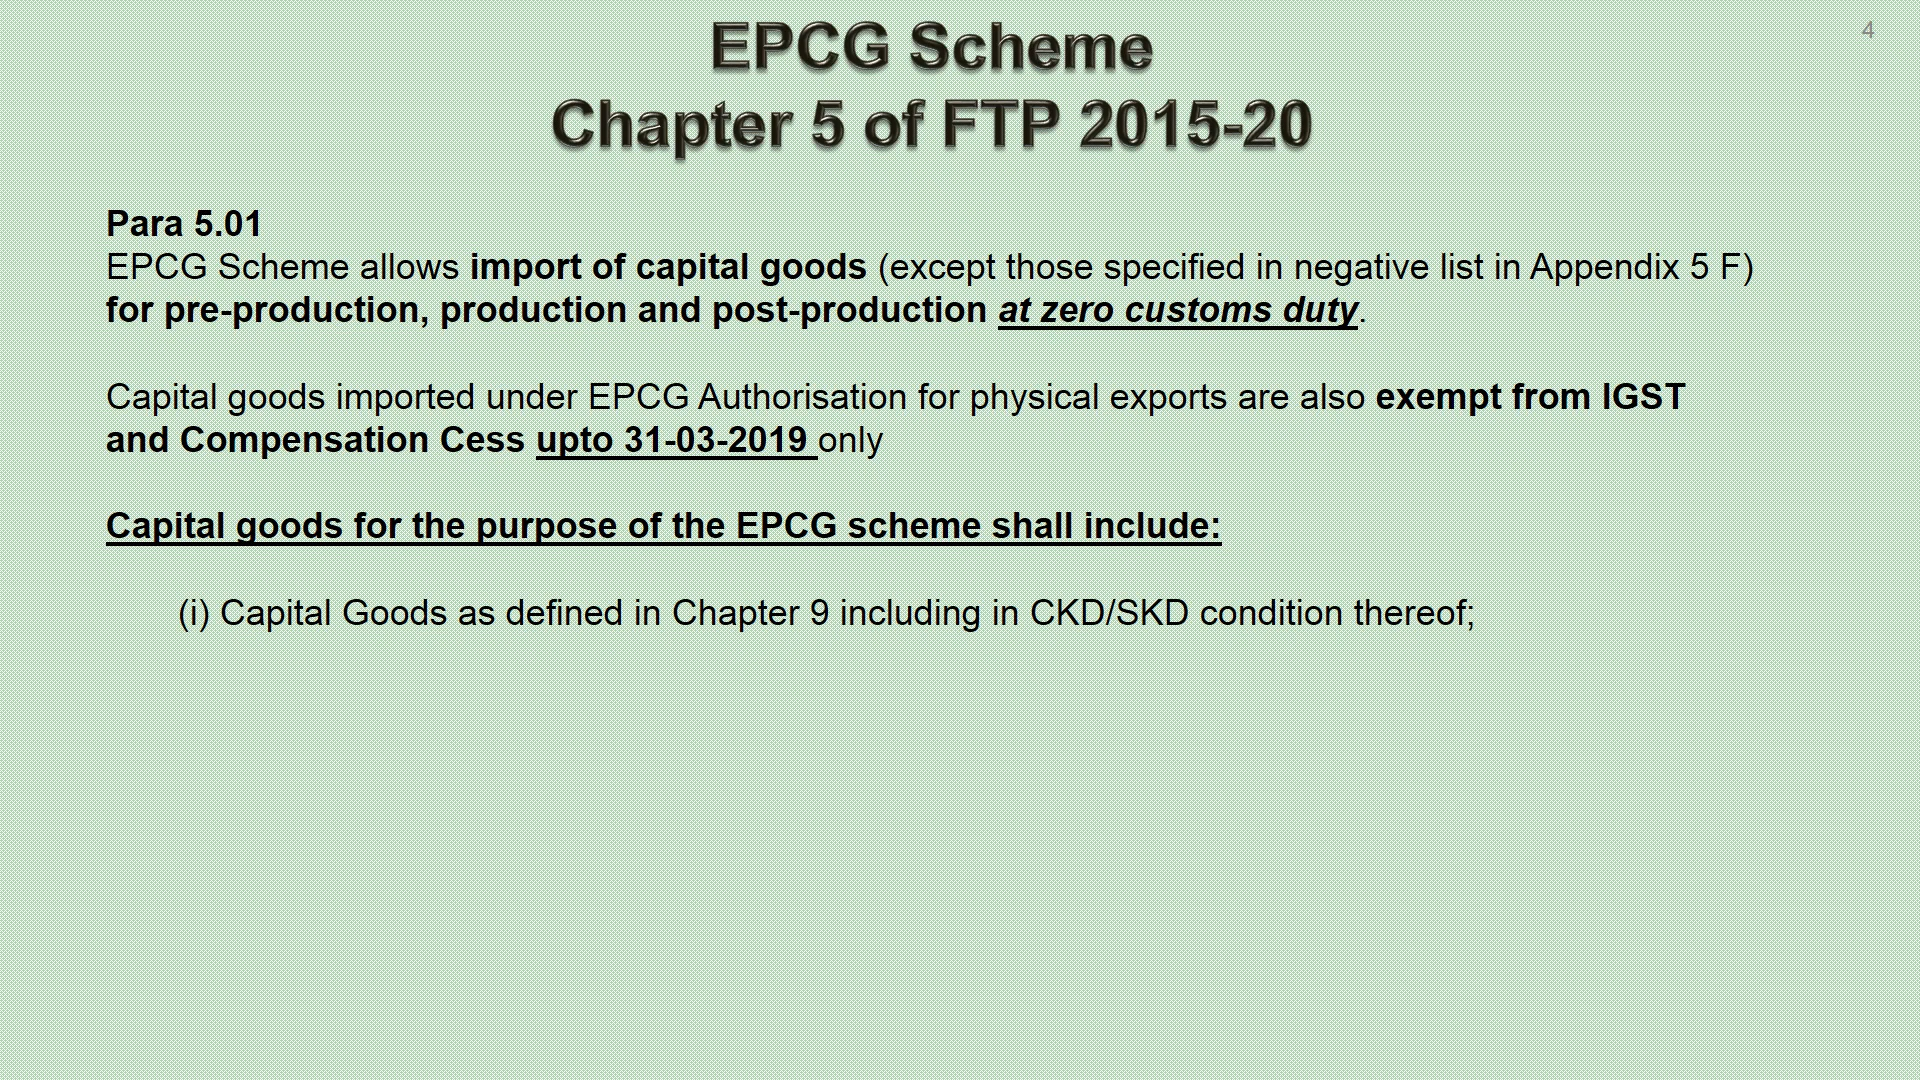 EPCG Scheme
Chapter 5 of FTP 2015-20
4
Para 5.01
EPCG Scheme allows import of capital goods (except those specified in negative list in Appendix 5 F)
for pre-production, production and post-production at zero customs duty.
Capital goods imported under EPCG Authorisation for physical exports are also exempt from IGST
and Compensation Cess upto 31-03-2019 only
Capital goods for the purpose of the EPCG scheme shall include:
(i) Capital Goods as defined in Chapter 9 including in CKD/SKD condition thereof;